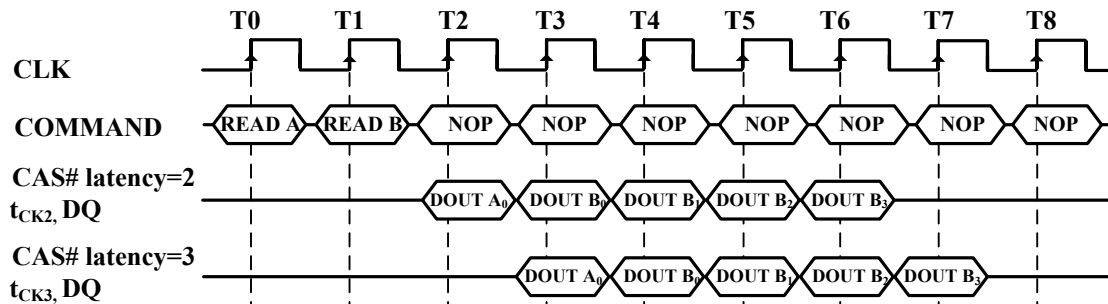 T0 T1 T2 T3 T4 T5 T6 T7 T8
CLK
COMMAND READ A READ B NOP NOP NOP NOP NOP NOP NOP
CAS# latency=2
tCK2, DQ DOUT A0 DOUT B0 DOUT B1 DOUT B2 DOUT B3
CAS# latency=3
tCK3, DQ DOUT A0 DOUT B0 DOUT B1 DOUT B2 DOUT B3